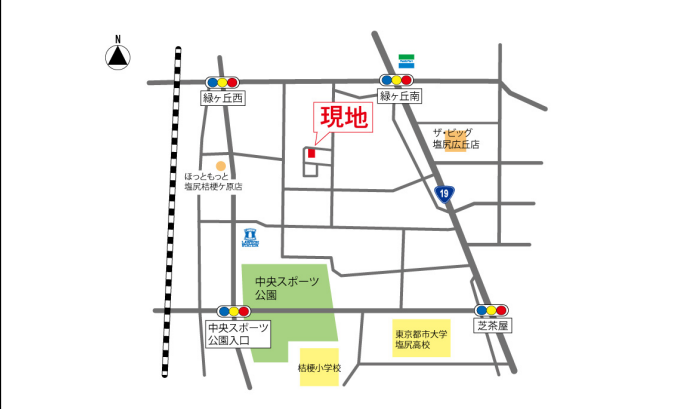 N
緑ヶ丘西
緑ヶ丘南
現地
ザ・ビッグ
塩尻広丘店
ほっともっと
塩尻桔梗ケ原店
19
中央スポーツ
公園
中央スポーツ
公園入口
芝茶屋
東京都市大学
塩尻高校
桔梗小学校